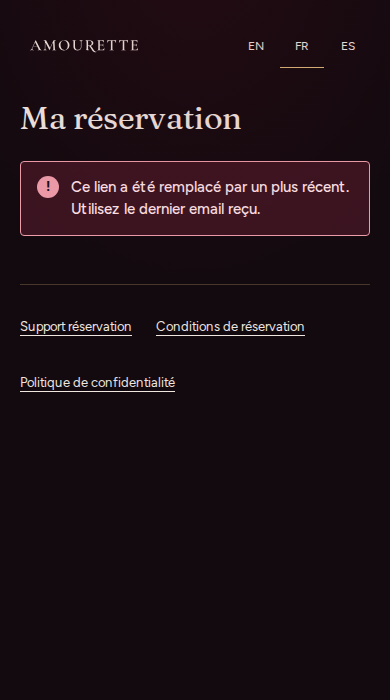 AMOURETTE
EN FR ES
Ma réservation
! Ce lien a été remplacé par un plus récent.
Utilisez le dernier email reçu.
Support réservation Conditions de réservation
Politique de confidentialité